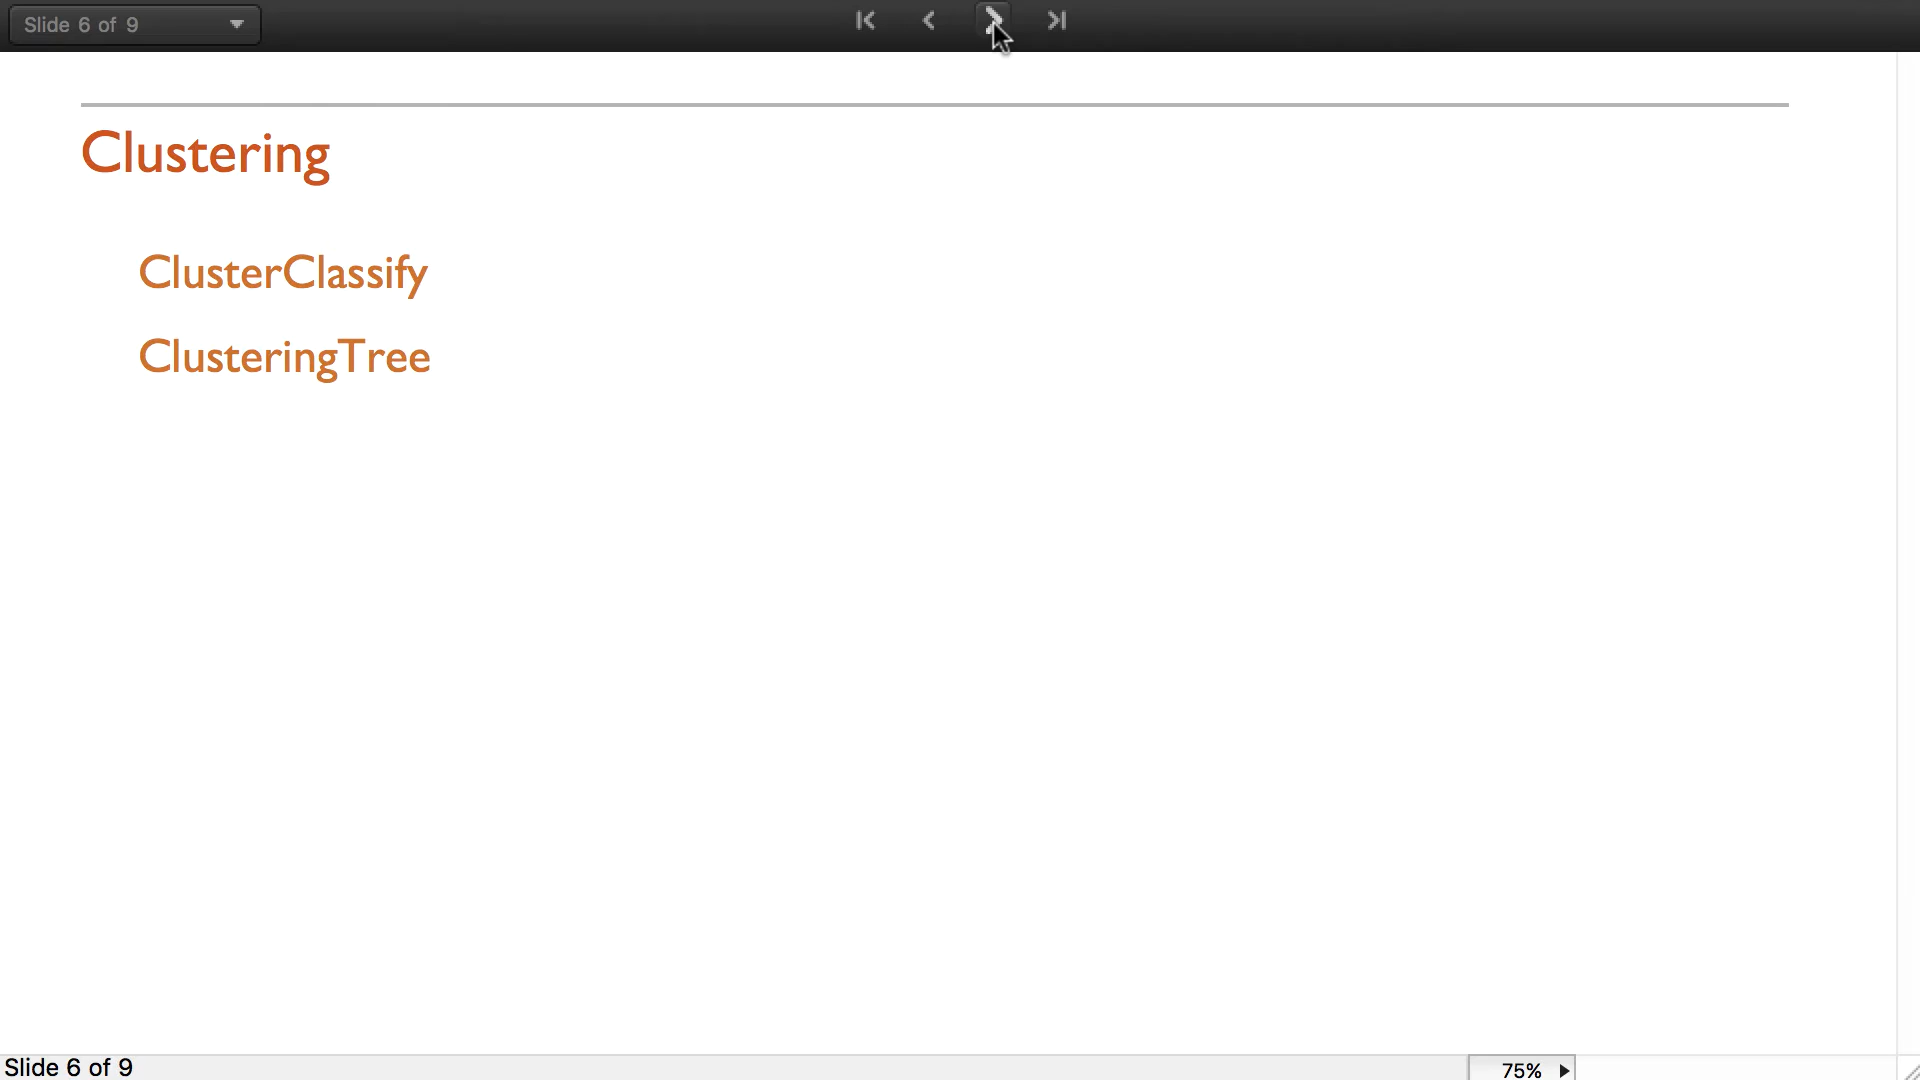 Slide 6 of 9
Clustering
ClusterClassify
ClusteringTree
Slide 6 of 9
75%